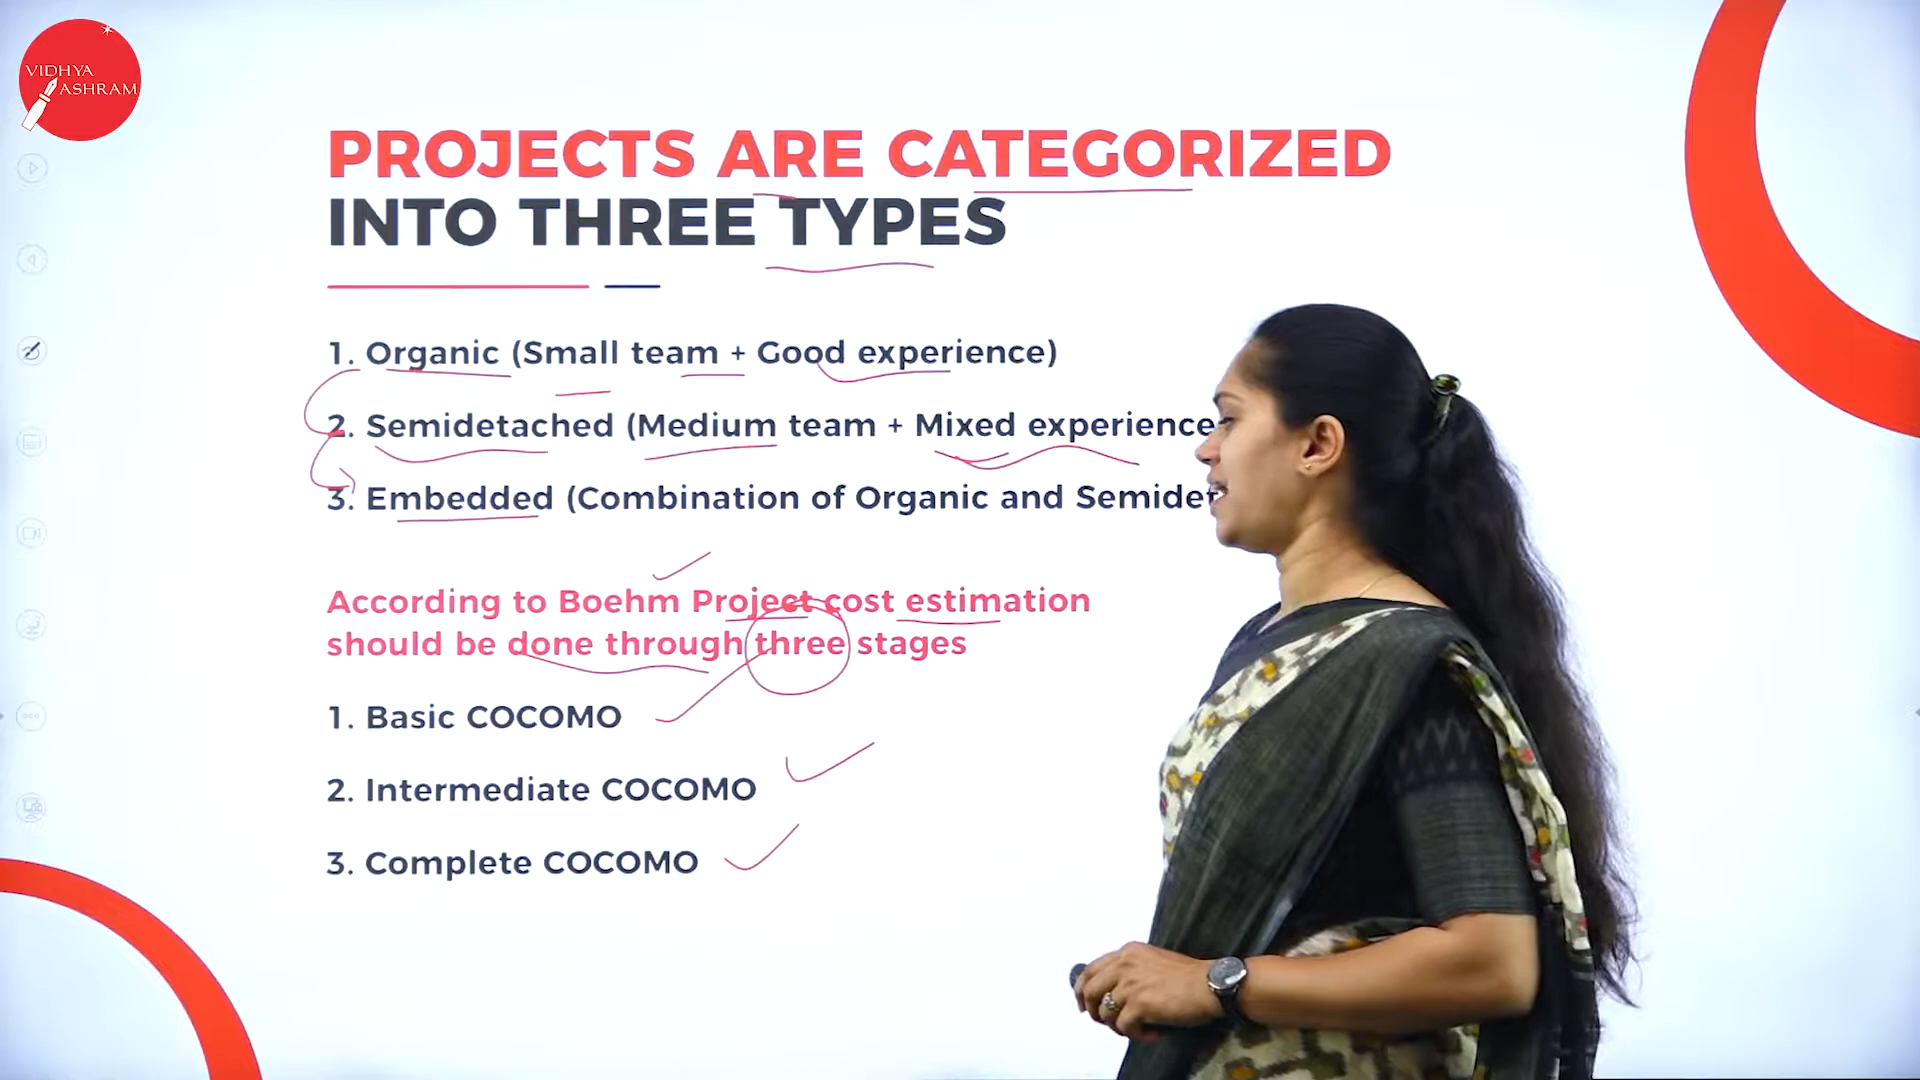 VIDHYA
ASHRAM
PROJECTS ARE CATEGORIZED
INTO THREE TYPES
1. Organic (Small team + Good experience)
2. Semidetached (Medium team + Mixed experience
3. Embedded (Combination of Organic and Semidet
According to Boehm Project cost estimation
should be done through three stages
1. Basic COCOMO
2. Intermediate COCOMO
3. Complete COCOMO